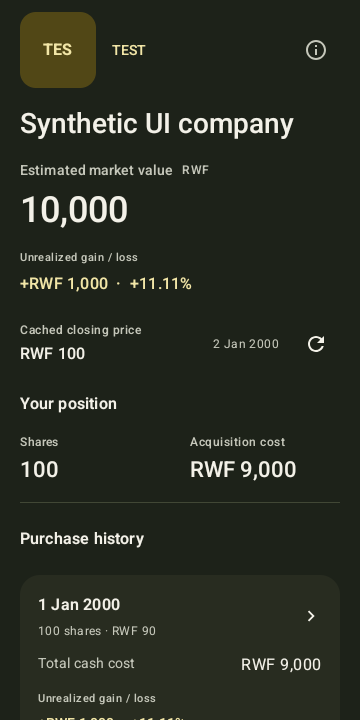 TES
TEST
Synthetic UI company
Estimated market value RWF
10,000
Unrealized gain / loss
+RWF 1,000 · +11.11%
Cached closing price
RWF 100
2 Jan 2000
Your position
Shares
Acquisition cost
100
RWF 9,000
Purchase history
1 Jan 2000
100 shares · RWF 90
Total cash cost
RWF 9,000
Unrealized gain / loss